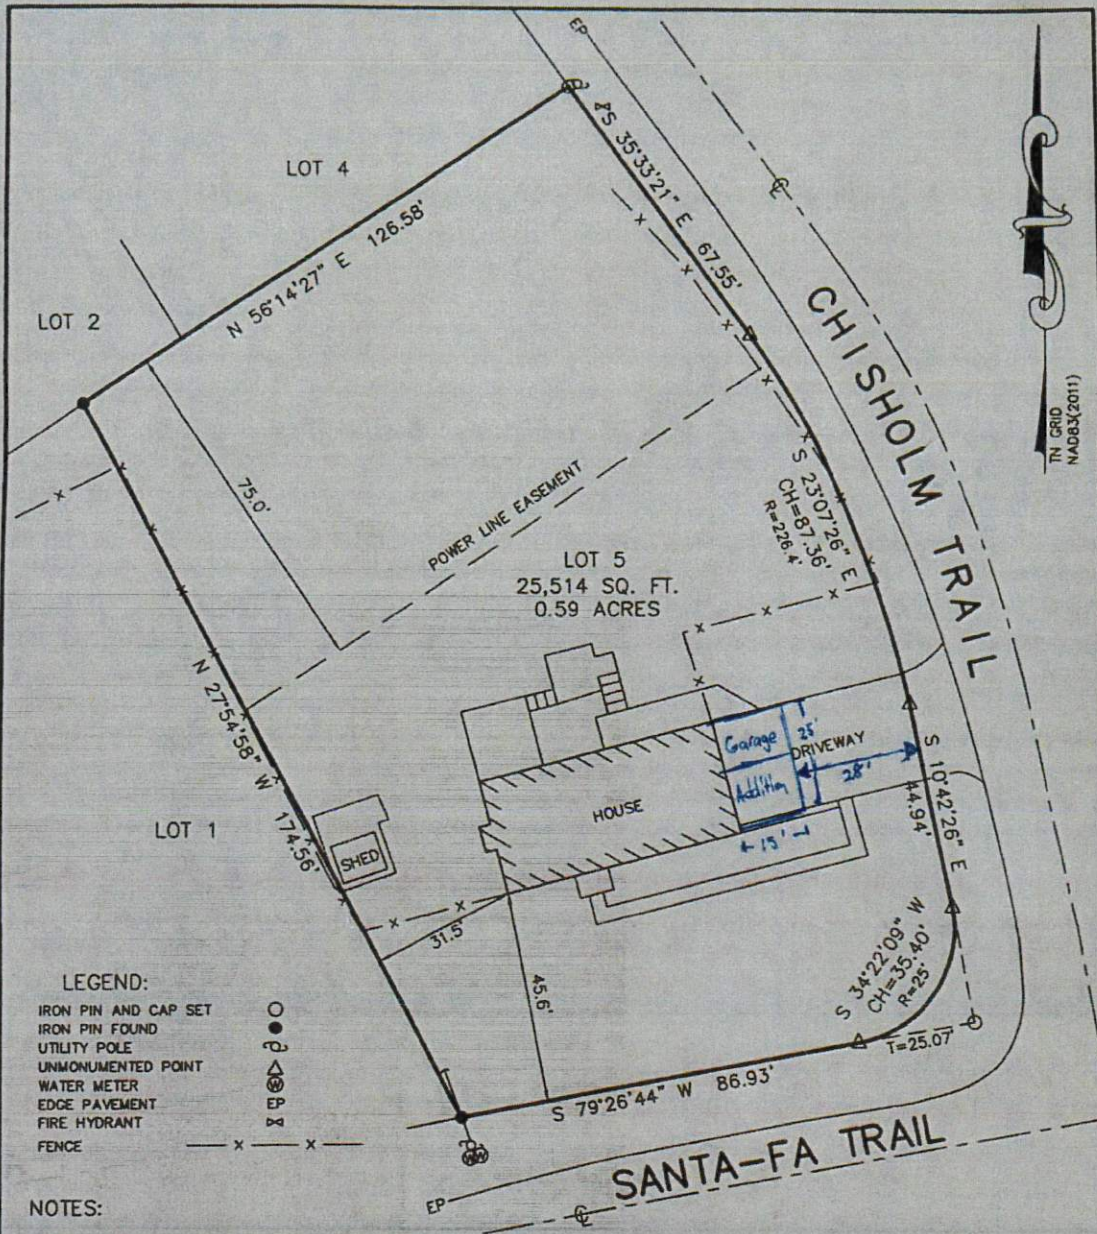 EP
LOT 4
PS 35°33'21" E 67.55'
℄
N 56°14'27" E 126.58'
LOT 2
CHISHOLM TRAIL
TN GRID
NAD83(2011)
75.0'
POWER LINE EASEMENT
S 23°07'26" E
CH=87.36'
R=226.4'
LOT 5
25,514 SQ. FT.
0.59 ACRES
N 27°54'58" W 174.56'
Garage
25'
DRIVEWAY
Addition
28'
HOUSE
15'
S 10°42'26" E
44.94'
LOT 1
SHED
31.5'
45.6'
S 34°22'09" W
CH=35.40'
R=25'
T=25.07'
S 79°26'44" W 86.93'
LEGEND:
IRON PIN AND CAP SET
IRON PIN FOUND
UTILITY POLE
UNMONUMENTED POINT
WATER METER W
EDGE PAVEMENT EP
FIRE HYDRANT
FENCE x x
SANTA-FA TRAIL
EP
℄
NOTES: